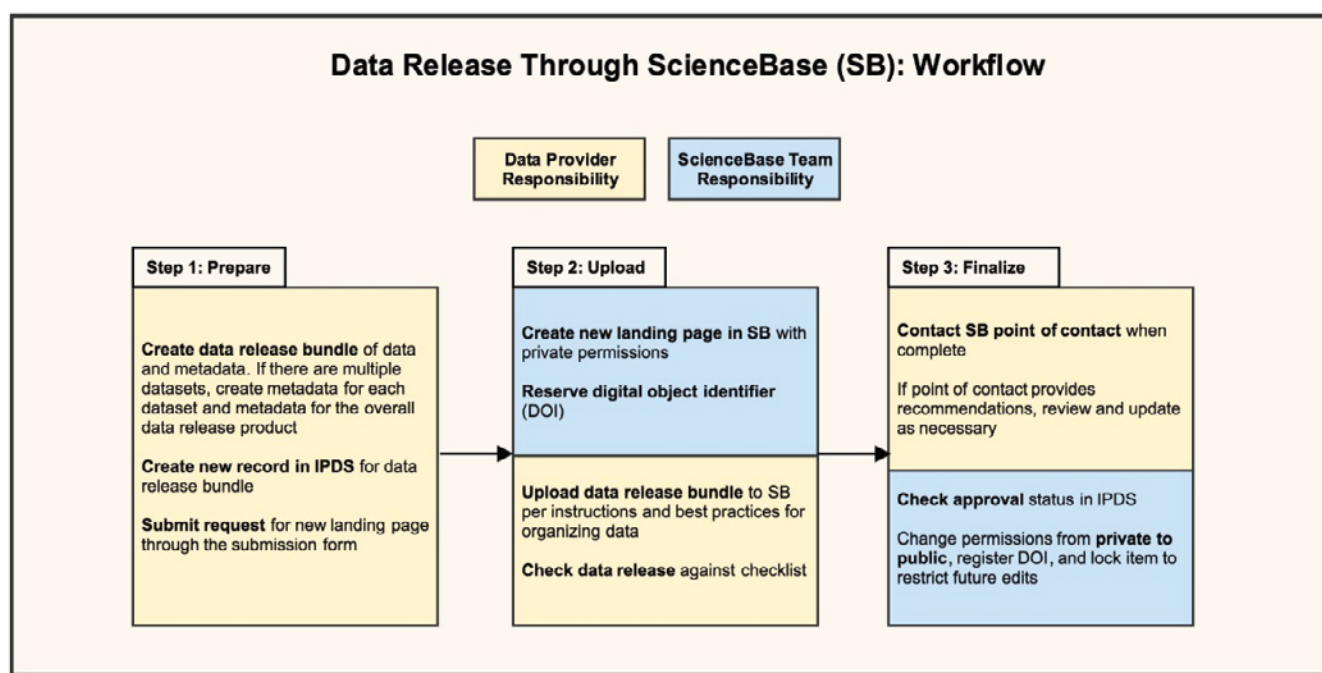 Data Release Through ScienceBase (SB): Workflow
Data Provider
Responsibility
ScienceBase Team
Responsibility
Step 1: Prepare
Create data release bundle of data
and metadata. If there are multiple
datasets, create metadata for each
dataset and metadata for the overall
data release product
Create new record in IPDS for data
release bundle
Submit request for new landing page
through the submission form
Step 2: Upload
Create new landing page in SB with
private permissions
Reserve digital object identifier
(DOI)
Upload data release bundle to SB
per instructions and best practices for
organizing data
Check data release against checklist
Step 3: Finalize
Contact SB point of contact when
complete
If point of contact provides
recommendations, review and update
as necessary
Check approval status in IPDS
Change permissions from private to
public, register DOI, and lock item to
restrict future edits